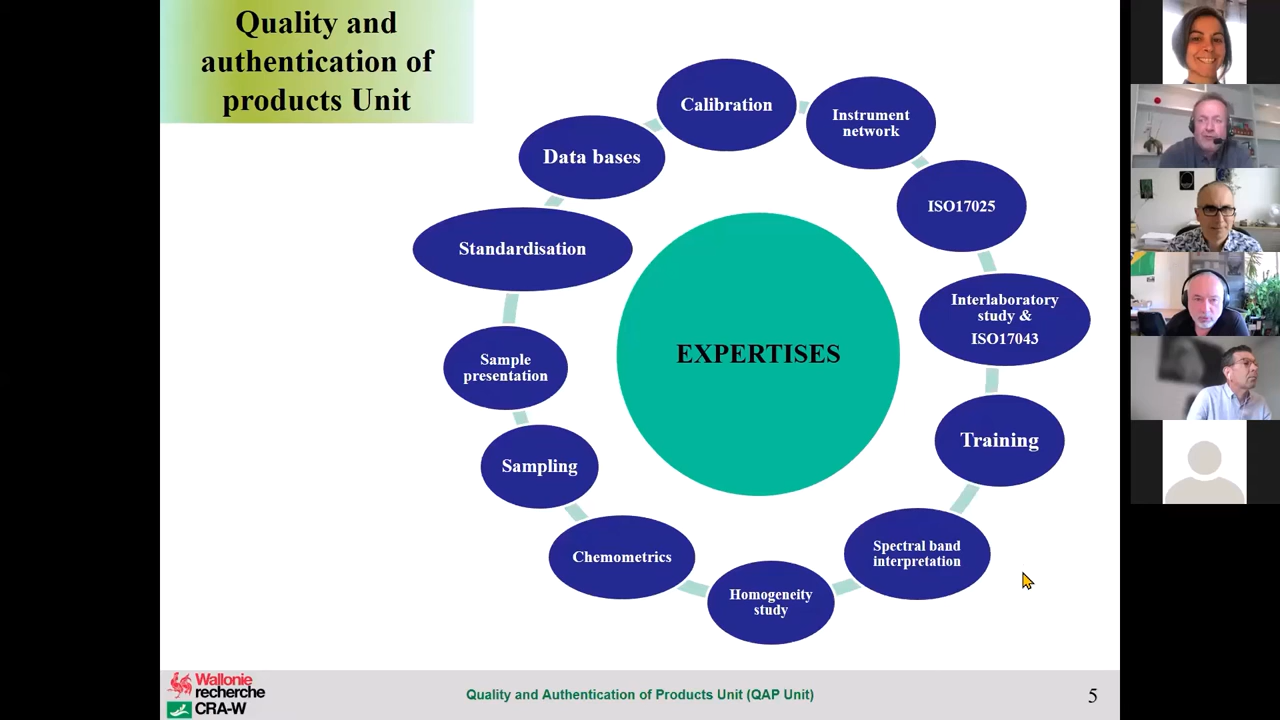 Quality and
authentication of
products Unit
Calibration
Instrument
network
Data bases
ISO17025
Standardisation
Interlaboratory
study &
ISO17043
EXPERTISES
Sample
presentation
Training
Sampling
Spectral band
interpretation
Chemometrics
Homogeneity
study
Wallonie
recherche
CRA-W
Quality and Authentication of Products Unit (QAP Unit)
5